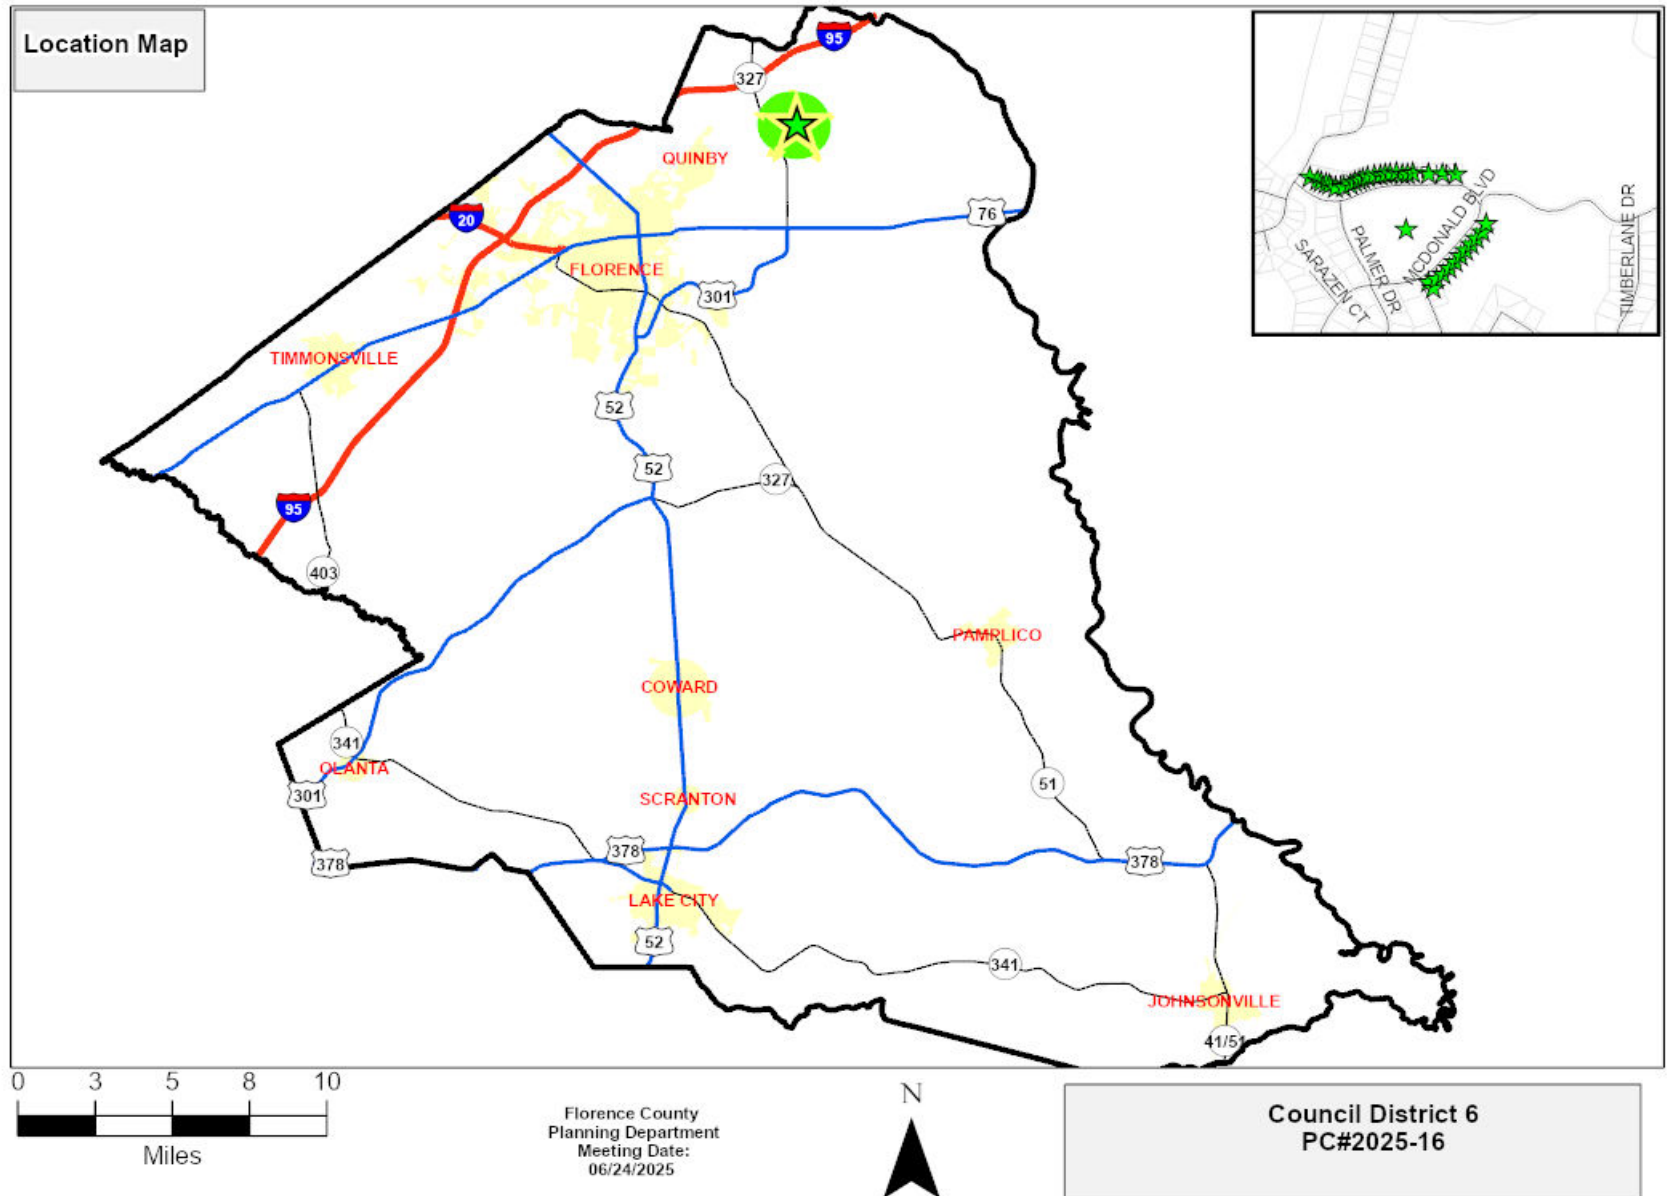 Location Map
95
327
QUINBY
20
76
FLORENCE
301
TIMMONSVILLE
52
52
327
95
403
PAMPLICO
COWARD
341
OLANTA
301
51
SCRANTON
378
378
378
LAKE CITY
52
341
JOHNSONVILLE
41/51
MCDONALD BLVD
PALMER DR
SARAZEN CT
TIMBERLANE DR
0 3 5 8 10
Miles
Florence County
Planning Department
Meeting Date:
06/24/2025
N
Council District 6
PC#2025-16